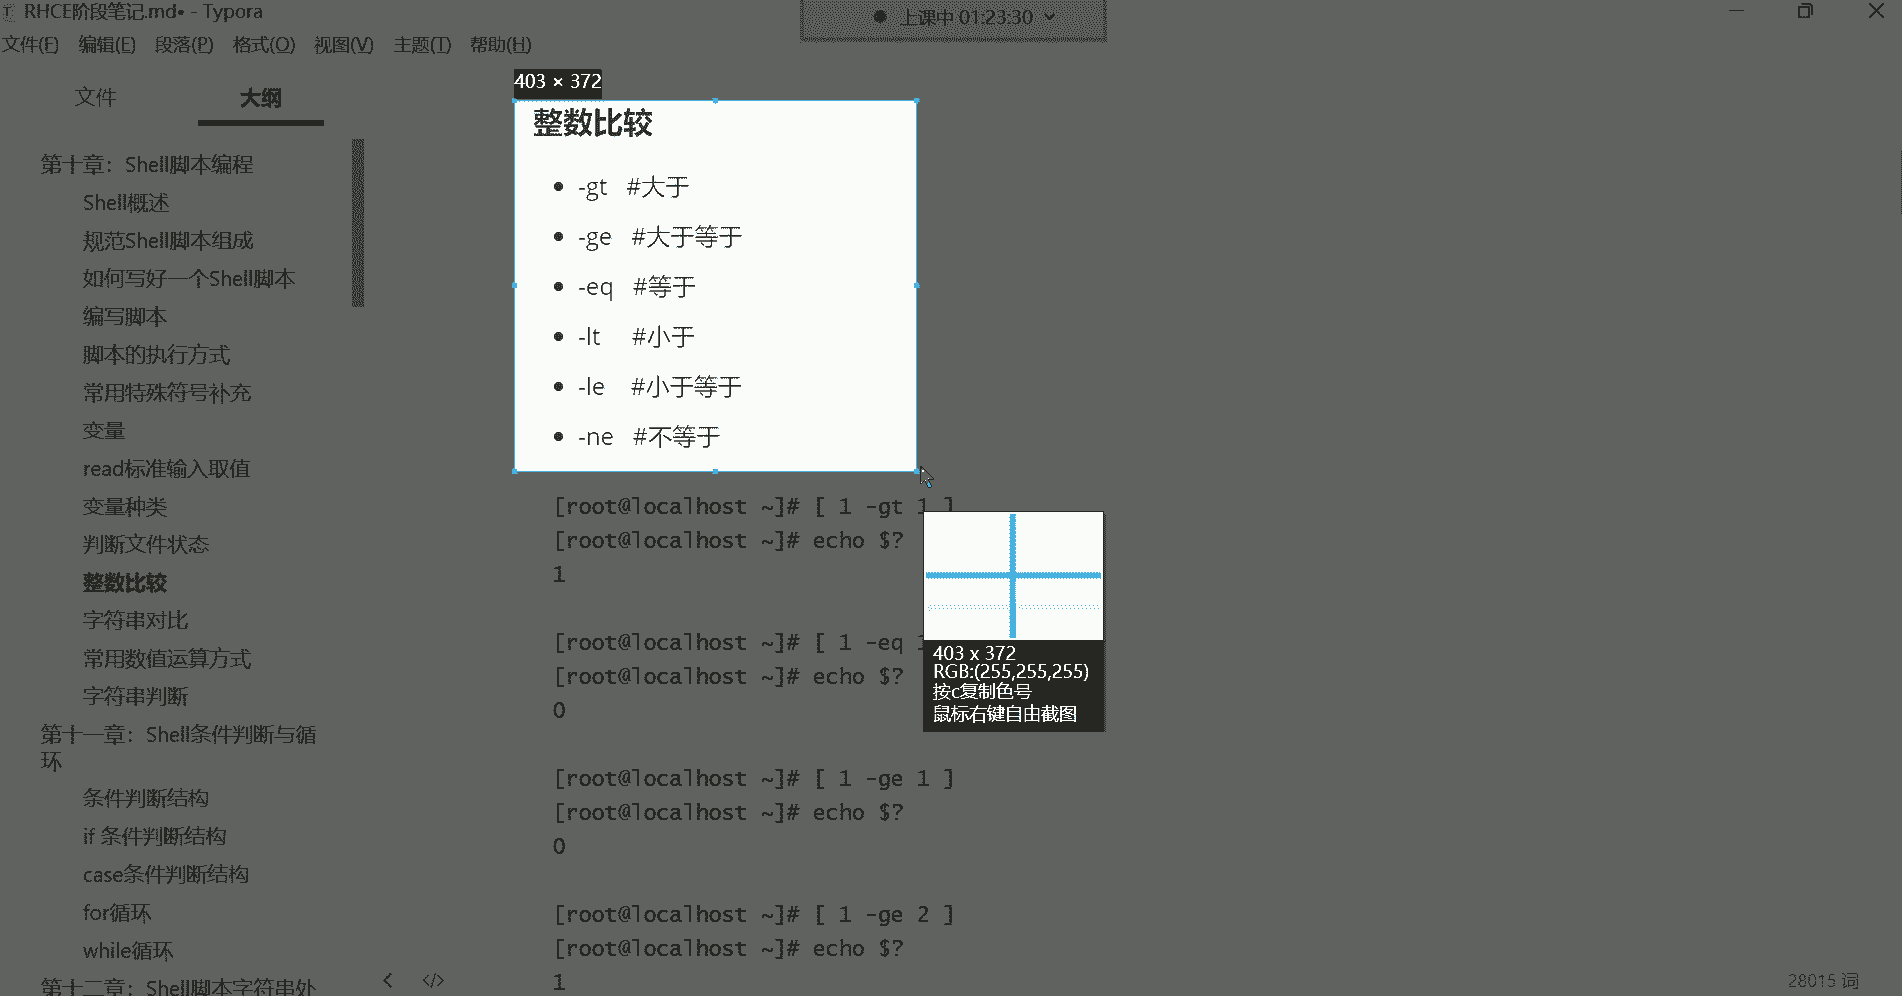 RHCE阶段笔记.md• - Typora
上课中 01:23:30
文件(F) 编辑(E) 段落(P) 格式(O) 视图(V) 主题(T) 帮助(H)
文件 大纲
第十章：Shell脚本编程
Shell概述
规范Shell脚本组成
如何写好一个Shell脚本
编写脚本
脚本的执行方式
常用特殊符号补充
变量
read标准输入取值
变量种类
判断文件状态
整数比较
字符串对比
常用数值运算方式
字符串判断
第十一章：Shell条件判断与循
环
条件判断结构
if 条件判断结构
case条件判断结构
for循环
while循环
第十二章：Shell脚本字符串处
403 × 372
整数比较
• -gt #大于
• -ge #大于等于
• -eq #等于
• -lt #小于
• -le #小于等于
• -ne #不等于
[root@localhost ~]# [ 1 -gt 1 ]
[root@localhost ~]# echo $?
1
[root@localhost ~]# [ 1 -eq
[root@localhost ~]# echo $?
0
[root@localhost ~]# [ 1 -ge 1 ]
[root@localhost ~]# echo $?
0
[root@localhost ~]# [ 1 -ge 2 ]
[root@localhost ~]# echo $?
1
403 x 372
RGB:(255,255,255)
按c复制色号
鼠标右键自由截图
</>
28015 词